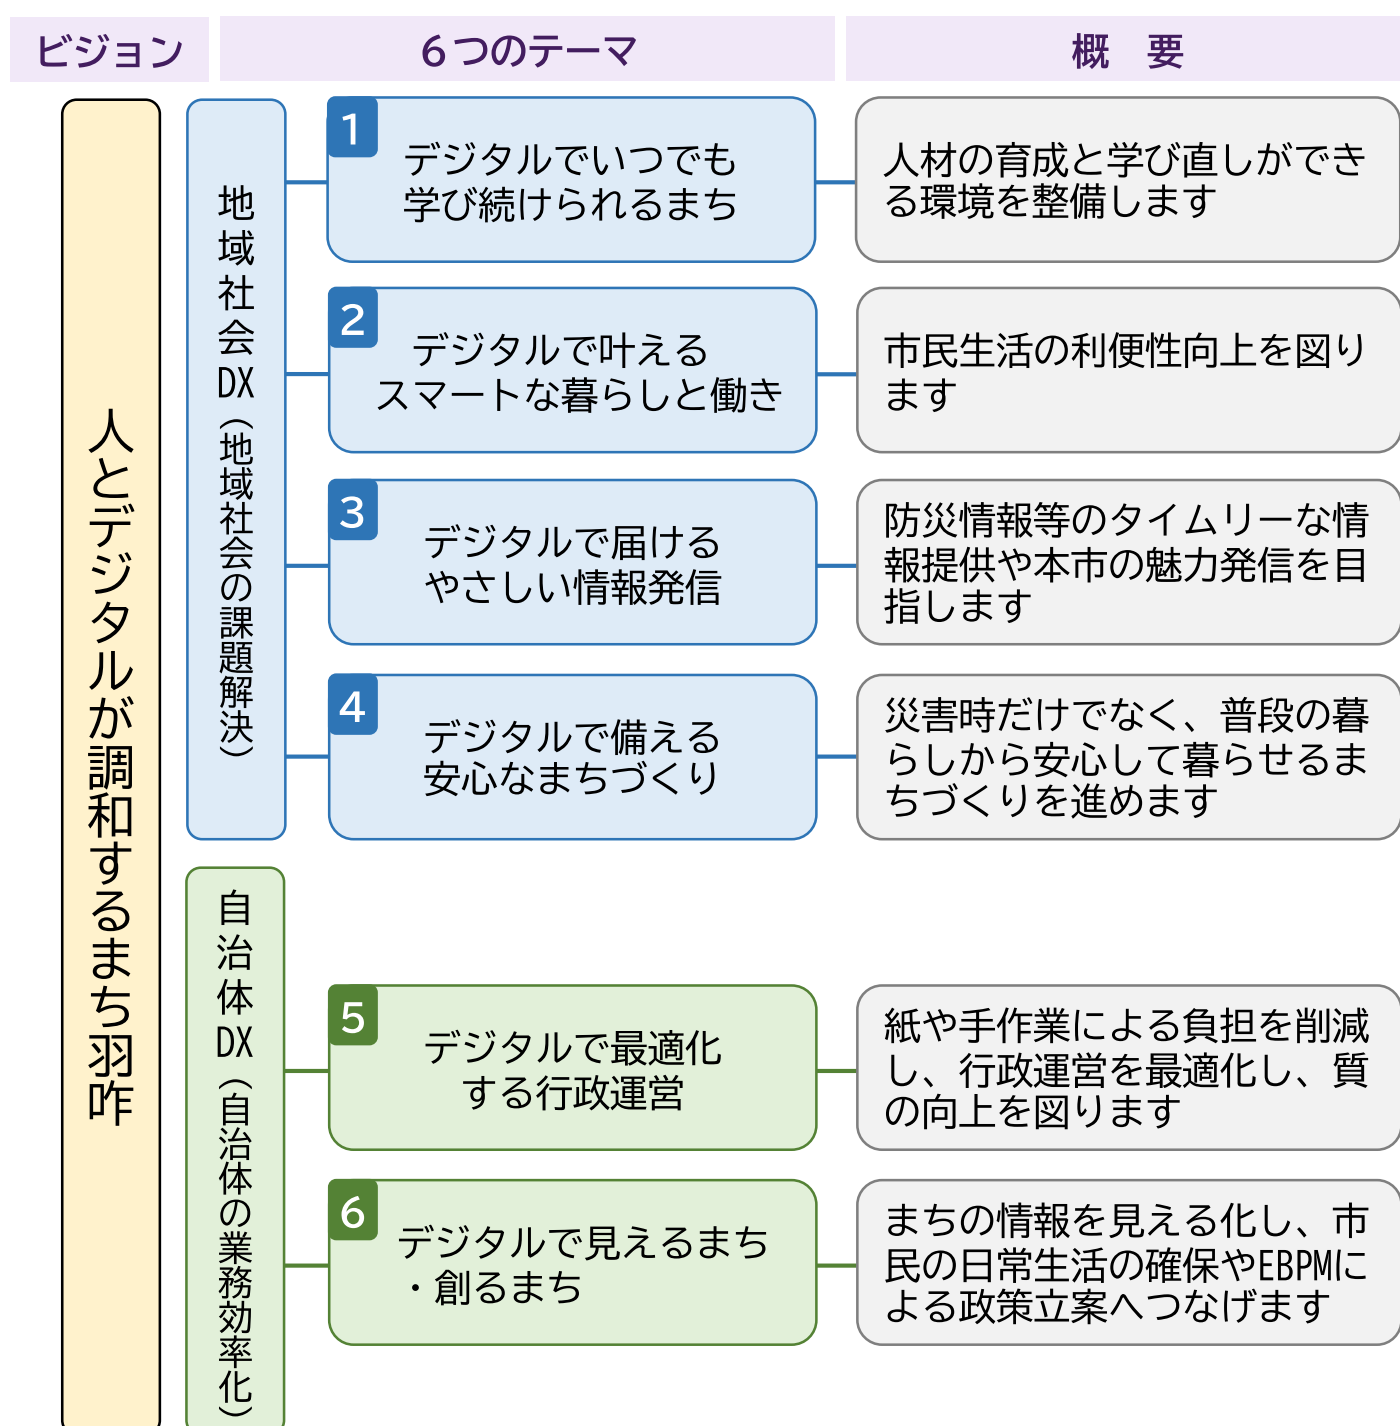 ビジョン
6つのテーマ
概　要
人とデジタルが調和するまち羽咋
地域社会DX（地域社会の課題解決）
1
デジタルでいつでも
学び続けられるまち
人材の育成と学び直しができ
る環境を整備します
2
デジタルで叶える
スマートな暮らしと働き
市民生活の利便性向上を図り
ます
3
デジタルで届ける
やさしい情報発信
防災情報等のタイムリーな情
報提供や本市の魅力発信を目
指します
4
デジタルで備える
安心なまちづくり
災害時だけでなく、普段の暮
らしから安心して暮らせるま
ちづくりを進めます
自治体DX（自治体の業務効率化）
5
デジタルで最適化
する行政運営
紙や手作業による負担を削減
し、行政運営を最適化し、質
の向上を図ります
6
デジタルで見えるまち
・創るまち
まちの情報を見える化し、市
民の日常生活の確保やEBPMに
よる政策立案へつなげます